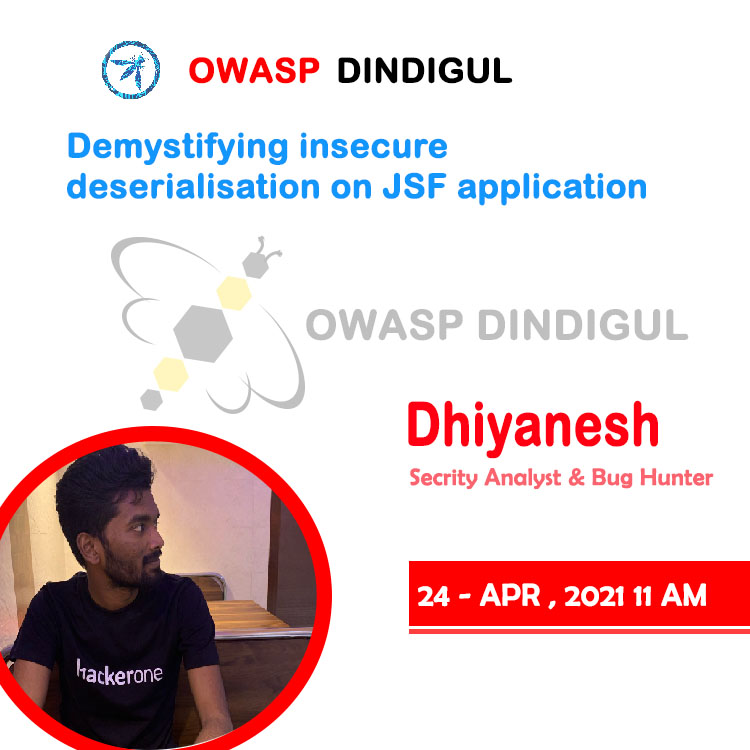 OWASP DINDIGUL
Demystifying insecure
deserialisation on JSF application
OWASP DINDIGUL
Dhiyanesh
Secrity Analyst & Bug Hunter
24 - APR , 2021 11 AM
hackerone